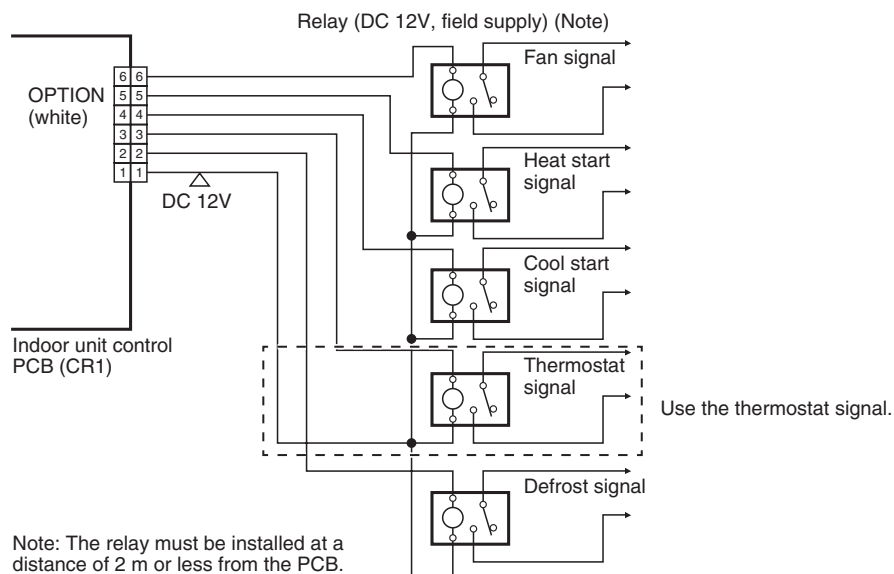 Relay (DC 12V, field supply) (Note)
Fan signal
6 6
OPTION
(white)
5 5
4 4
3 3
2 2
1 1
DC 12V
Heat start
signal
Cool start
signal
Indoor unit control
PCB (CR1)
Thermostat
signal
Use the thermostat signal.
Defrost signal
Note: The relay must be installed at a
distance of 2 m or less from the PCB.